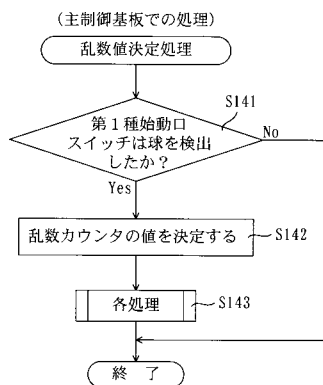 （主制御基板での処理）
乱数値決定処理
S141
第１種始動口
スイッチは球を検出
したか？
No
Yes
乱数カウンタの値を決定する
S142
各処理
S143
終 了